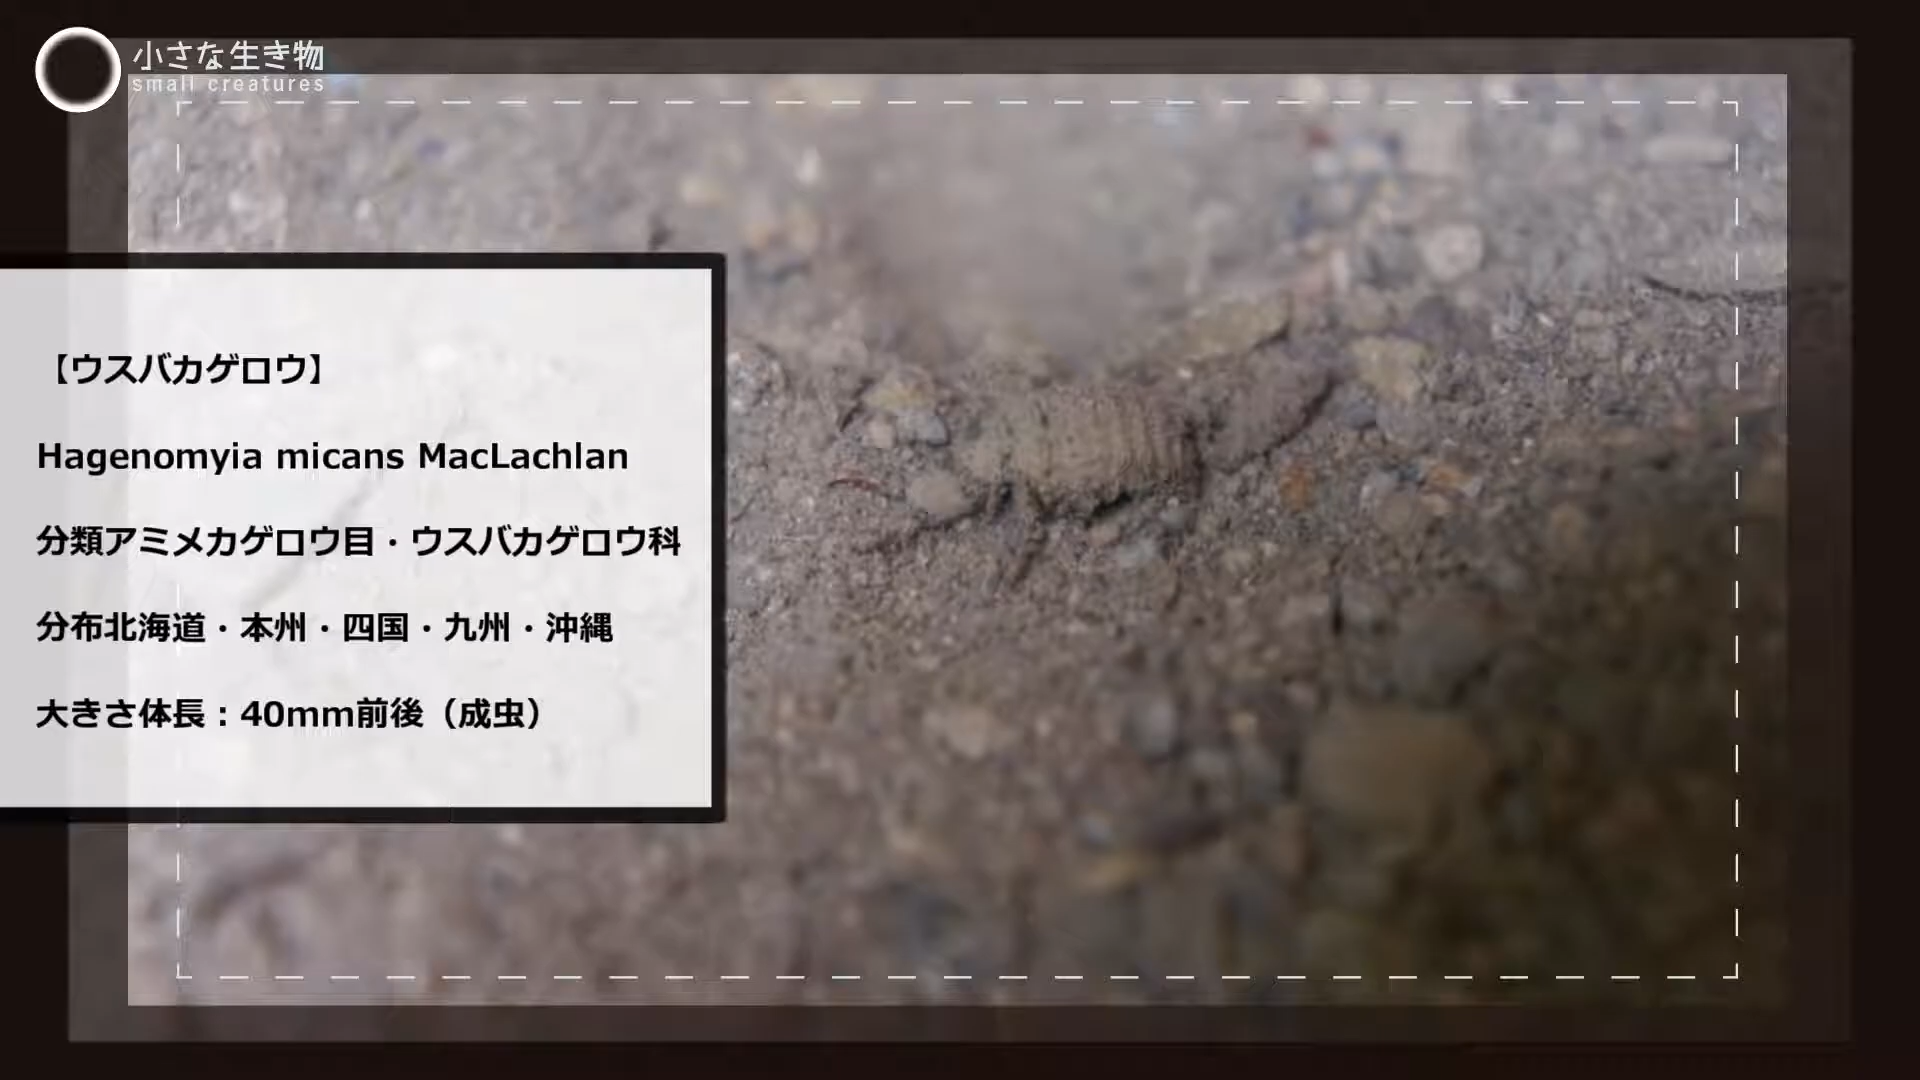 小さな生き物
small creatures
【ウスバカゲロウ】
Hagenomyia micans MacLachlan
分類アミメカゲロウ目・ウスバカゲロウ科
分布北海道・本州・四国・九州・沖縄
大きさ体長：40mm前後（成虫）